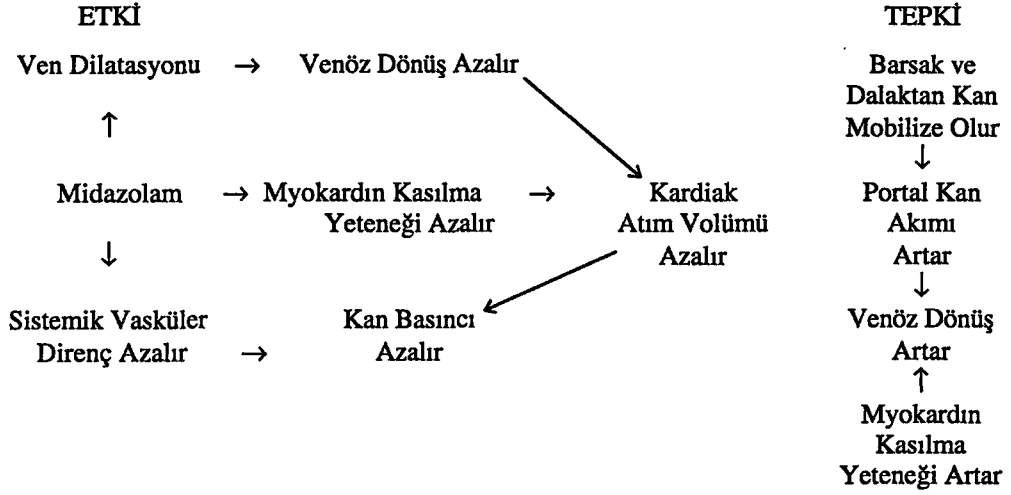 ETKİ
TEPKİ
Ven Dilatasyonu → Venöz Dönüş Azalır
Barsak ve
Dalaktan Kan
Mobilize Olur
↑
↓
Midazolam → Myokardın Kasılma → Kardiak
Yeteneği Azalır Atım Volümü
Azalır
Portal Kan
Akımı
Artar
↓
↓
Sistemik Vasküler Kan Basıncı
Direnç Azalır → Azalır
Venöz Dönüş
Artar
↑
Myokardın
Kasılma
Yeteneği Artar